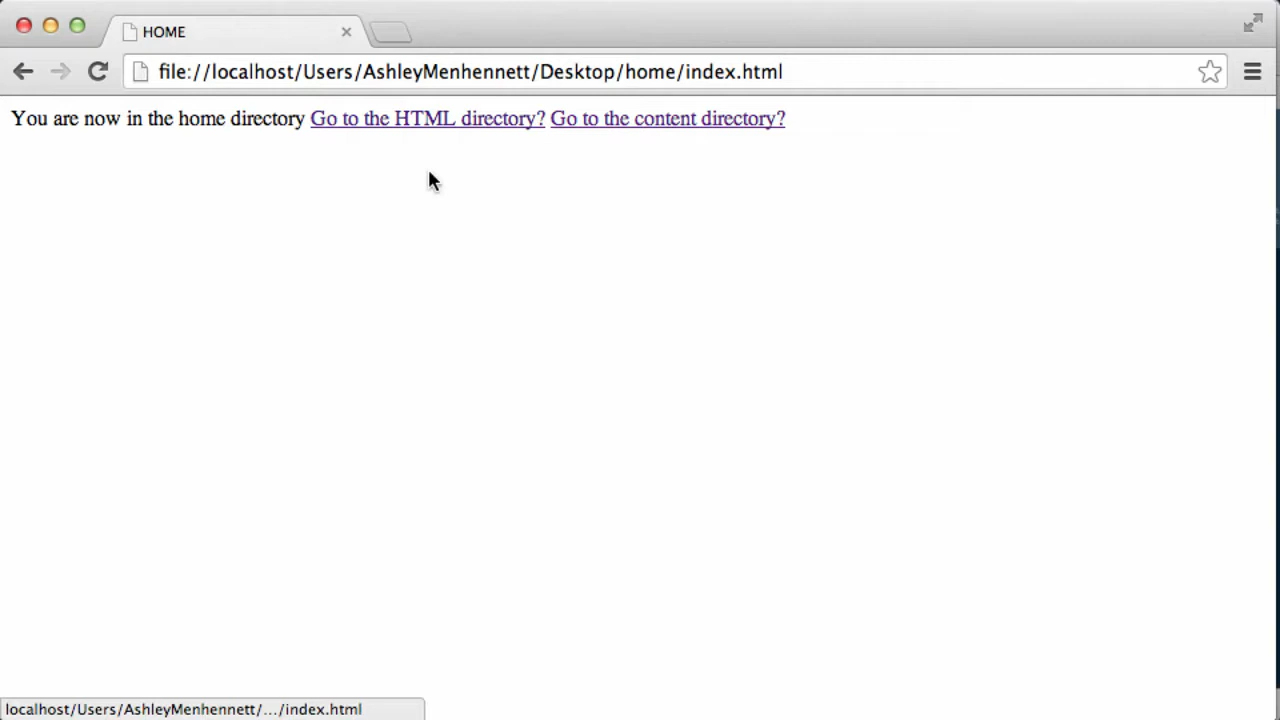 HOME
file://localhost/Users/AshleyMenhennett/Desktop/home/index.html
You are now in the home directory Go to the HTML directory? Go to the content directory?
localhost/Users/AshleyMenhennett/.../index.html